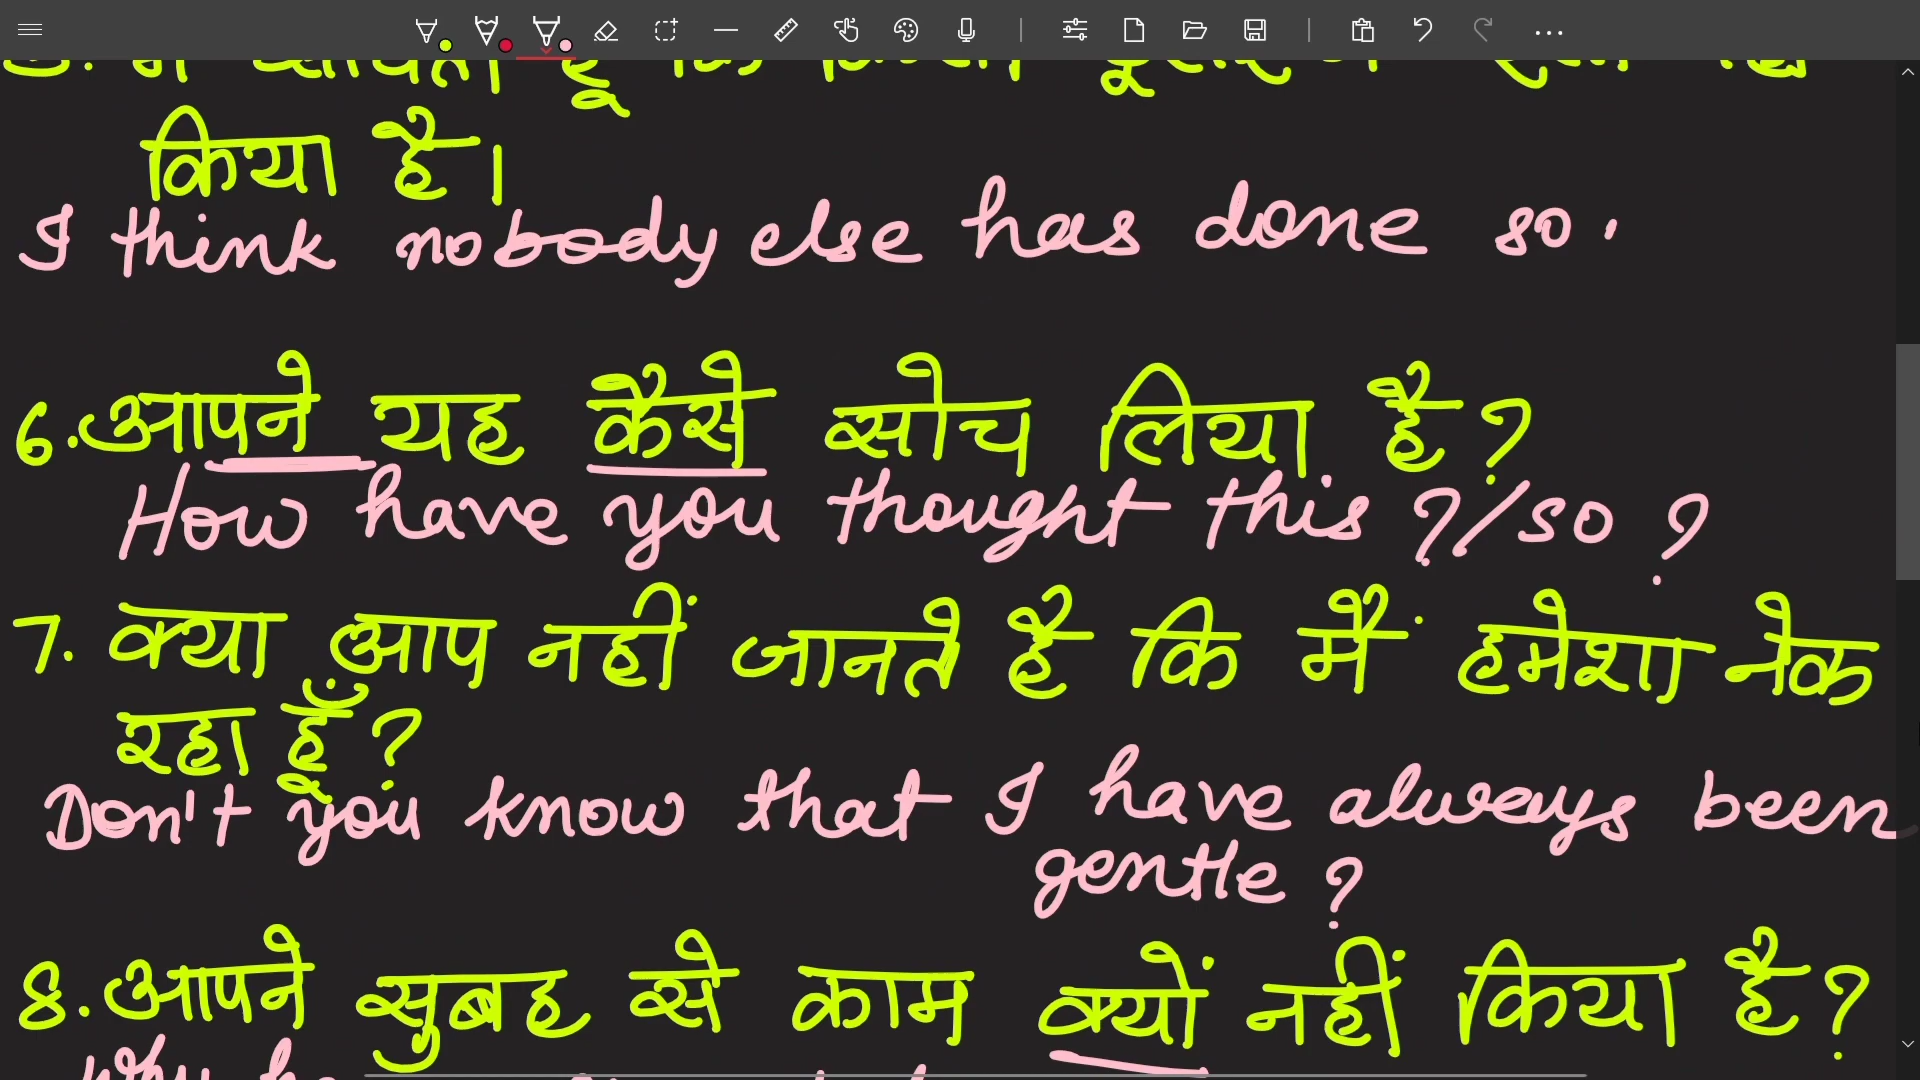 किया है।
I think nobody else has done so.
6. आपने यह कैसे सोच लिया है?
How have you thought this ?/so ?
7. क्या आप नहीं जानते है कि मैं हमेशा नेक
रहा हूँ?
Don't you know that I have always been
gentle ?
8. आपने सुबह से काम क्यों नहीं किया है?
Why